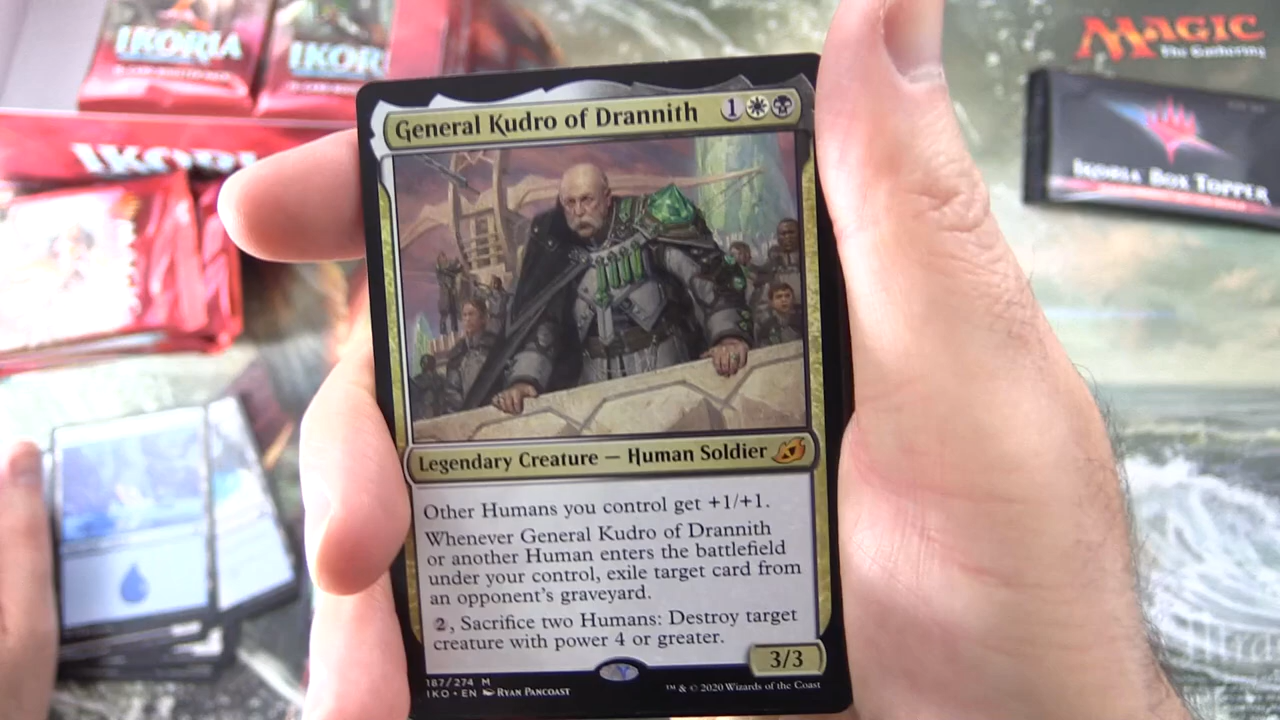 IKORIA
IKORIA
MAGIC
The Gathering
IKORIA BOX TOPPER
General Kudro of Drannith 1
Legendary Creature — Human Soldier
Other Humans you control get +1/+1.
Whenever General Kudro of Drannith
or another Human enters the battlefield
under your control, exile target card from
an opponent's graveyard.
2, Sacrifice two Humans: Destroy target
creature with power 4 or greater.
3/3
187/274 M
IKO • EN RYAN PANCOAST
™ & © 2020 Wizards of the Coast